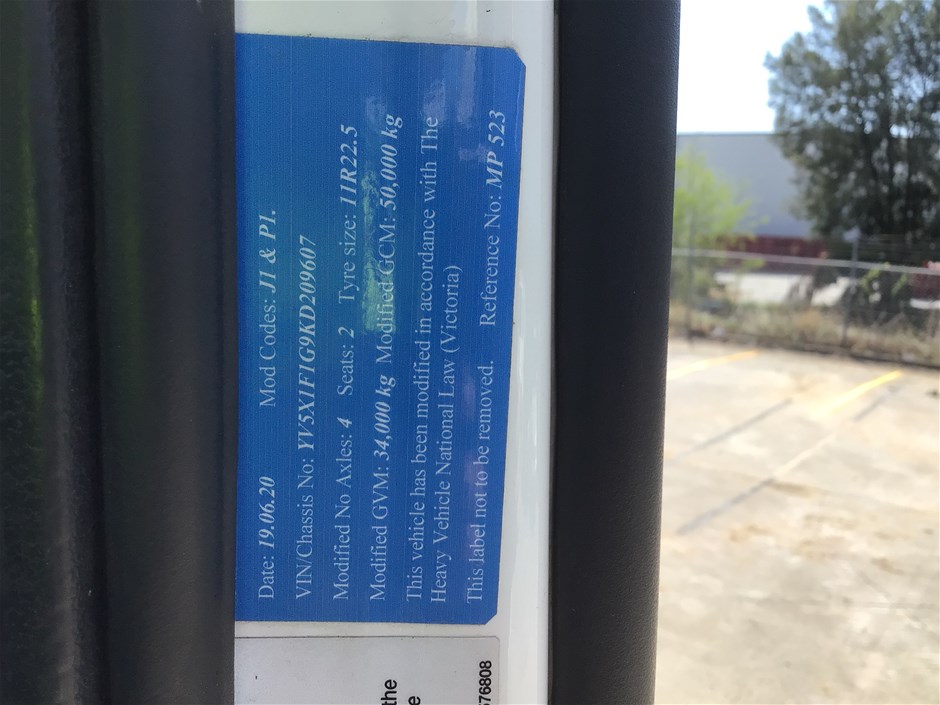 Date: 19.06.20 Mod Codes: J1 & P1.
VIN/Chassis No: YV5X1F1G9KD209607
Modified No Axles: 4 Seats: 2 Tyre size: 11R22.5
Modified GVM: 34,000 kg Modified GCM: 50,000 kg
This vehicle has been modified in accordance with The
Heavy Vehicle National Law (Victoria)
This label not to be removed. Reference No: MP 523
the